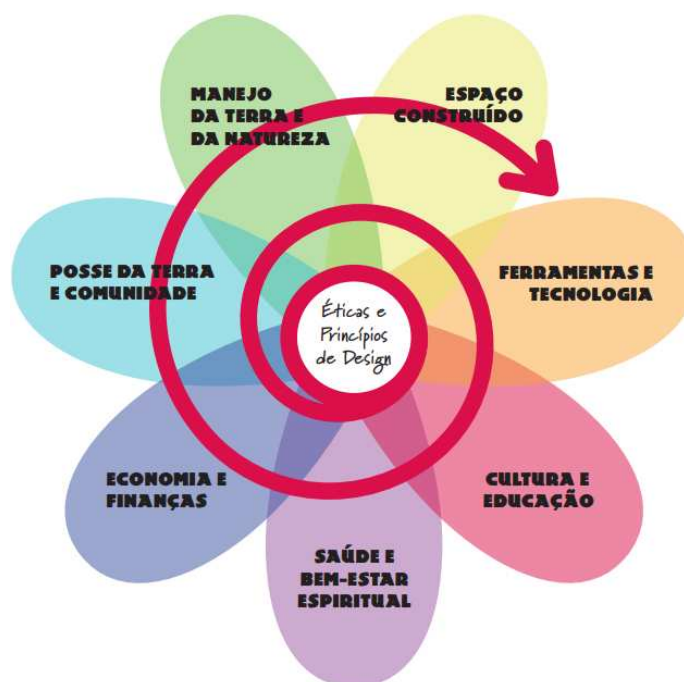 MANEJO
DA TERRA E
DA NATUREZA
ESPAÇO
CONSTRUÍDO
FERRAMENTAS E
TECNOLOGIA
CULTURA E
EDUCAÇÃO
SAÚDE E
BEM-ESTAR
ESPIRITUAL
ECONOMIA E
FINANÇAS
POSSE DA TERRA
E COMUNIDADE
Éticas e
Princípios
de Design